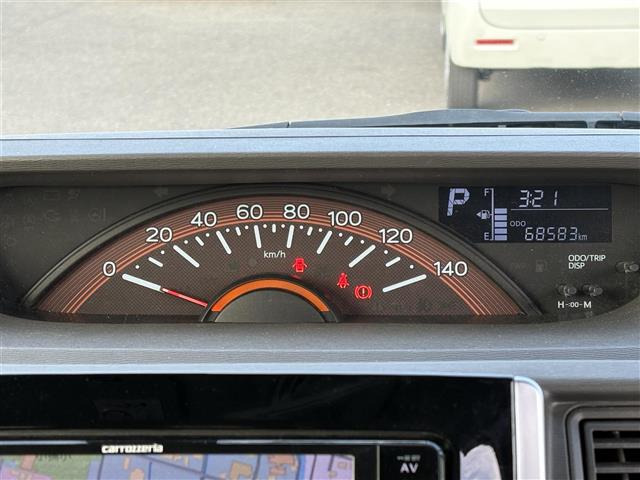 0 20 40 60 80 100 120 140
km/h
P
F
E
3:21
ODO
68583km
ODO/TRIP
DISP
H -:00- M
carrozzeria
AV